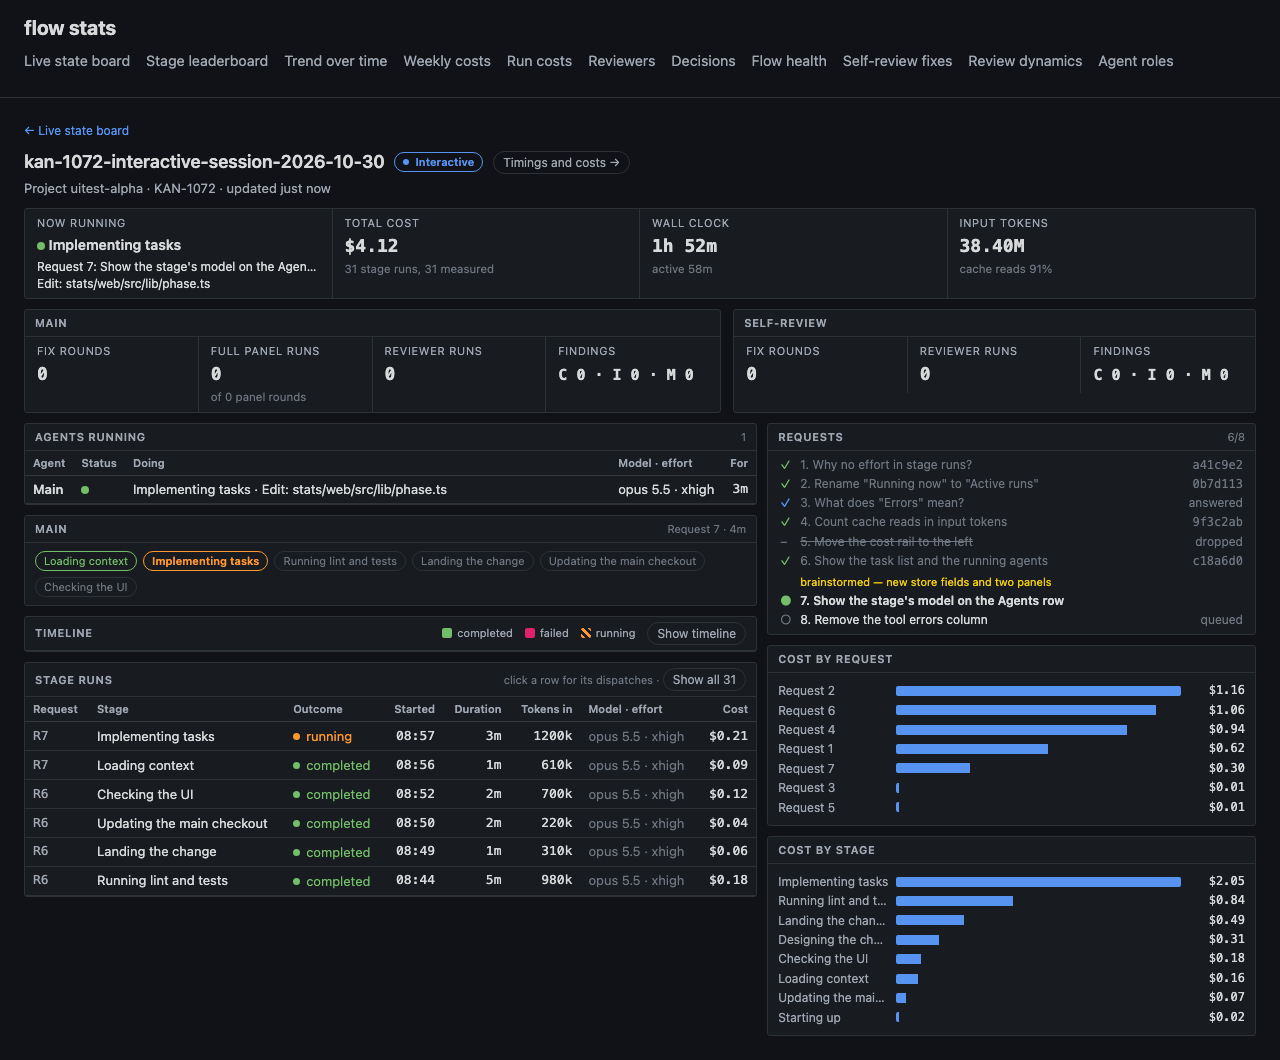 flow stats
Live state board Stage leaderboard Trend over time Weekly costs Run costs Reviewers Decisions Flow health Self-review fixes Review dynamics Agent roles
← Live state board
kan-1072-interactive-session-2026-10-30 Interactive Timings and costs →
Project uitest-alpha · KAN-1072 · updated just now
NOW RUNNING
Implementing tasks
Request 7: Show the stage's model on the Agen...
Edit: stats/web/src/lib/phase.ts
TOTAL COST
$4.12
31 stage runs, 31 measured
WALL CLOCK
1h 52m
active 58m
INPUT TOKENS
38.40M
cache reads 91%
MAIN
FIX ROUNDS
0
FULL PANEL RUNS
0
of 0 panel rounds
REVIEWER RUNS
0
FINDINGS
C 0 · I 0 · M 0
SELF-REVIEW
FIX ROUNDS
0
REVIEWER RUNS
0
FINDINGS
C 0 · I 0 · M 0
AGENTS RUNNING 1
Agent Status Doing Model · effort For
Main Implementing tasks · Edit: stats/web/src/lib/phase.ts opus 5.5 · xhigh 3m
MAIN Request 7 · 4m
Loading context Implementing tasks Running lint and tests Landing the change Updating the main checkout
Checking the UI
TIMELINE completed failed running Show timeline
STAGE RUNS click a row for its dispatches · Show all 31
Request Stage Outcome Started Duration Tokens in Model · effort Cost
R7 Implementing tasks running 08:57 3m 1200k opus 5.5 · xhigh $0.21
R7 Loading context completed 08:56 1m 610k opus 5.5 · xhigh $0.09
R6 Checking the UI completed 08:52 2m 700k opus 5.5 · xhigh $0.12
R6 Updating the main checkout completed 08:50 2m 220k opus 5.5 · xhigh $0.04
R6 Landing the change completed 08:49 1m 310k opus 5.5 · xhigh $0.06
R6 Running lint and tests completed 08:44 5m 980k opus 5.5 · xhigh $0.18
REQUESTS 6/8
✓ 1. Why no effort in stage runs? a41c9e2
✓ 2. Rename "Running now" to "Active runs" 0b7d113
✓ 3. What does "Errors" mean? answered
✓ 4. Count cache reads in input tokens 9f3c2ab
– 5. Move the cost rail to the left dropped
✓ 6. Show the task list and the running agents c18a6d0
brainstormed — new store fields and two panels
7. Show the stage's model on the Agents row
8. Remove the tool errors column queued
COST BY REQUEST
Request 2 $1.16
Request 6 $1.06
Request 4 $0.94
Request 1 $0.62
Request 7 $0.30
Request 3 $0.01
Request 5 $0.01
COST BY STAGE
Implementing tasks $2.05
Running lint and t... $0.84
Landing the chan... $0.49
Designing the ch... $0.31
Checking the UI $0.18
Loading context $0.16
Updating the mai... $0.07
Starting up $0.02